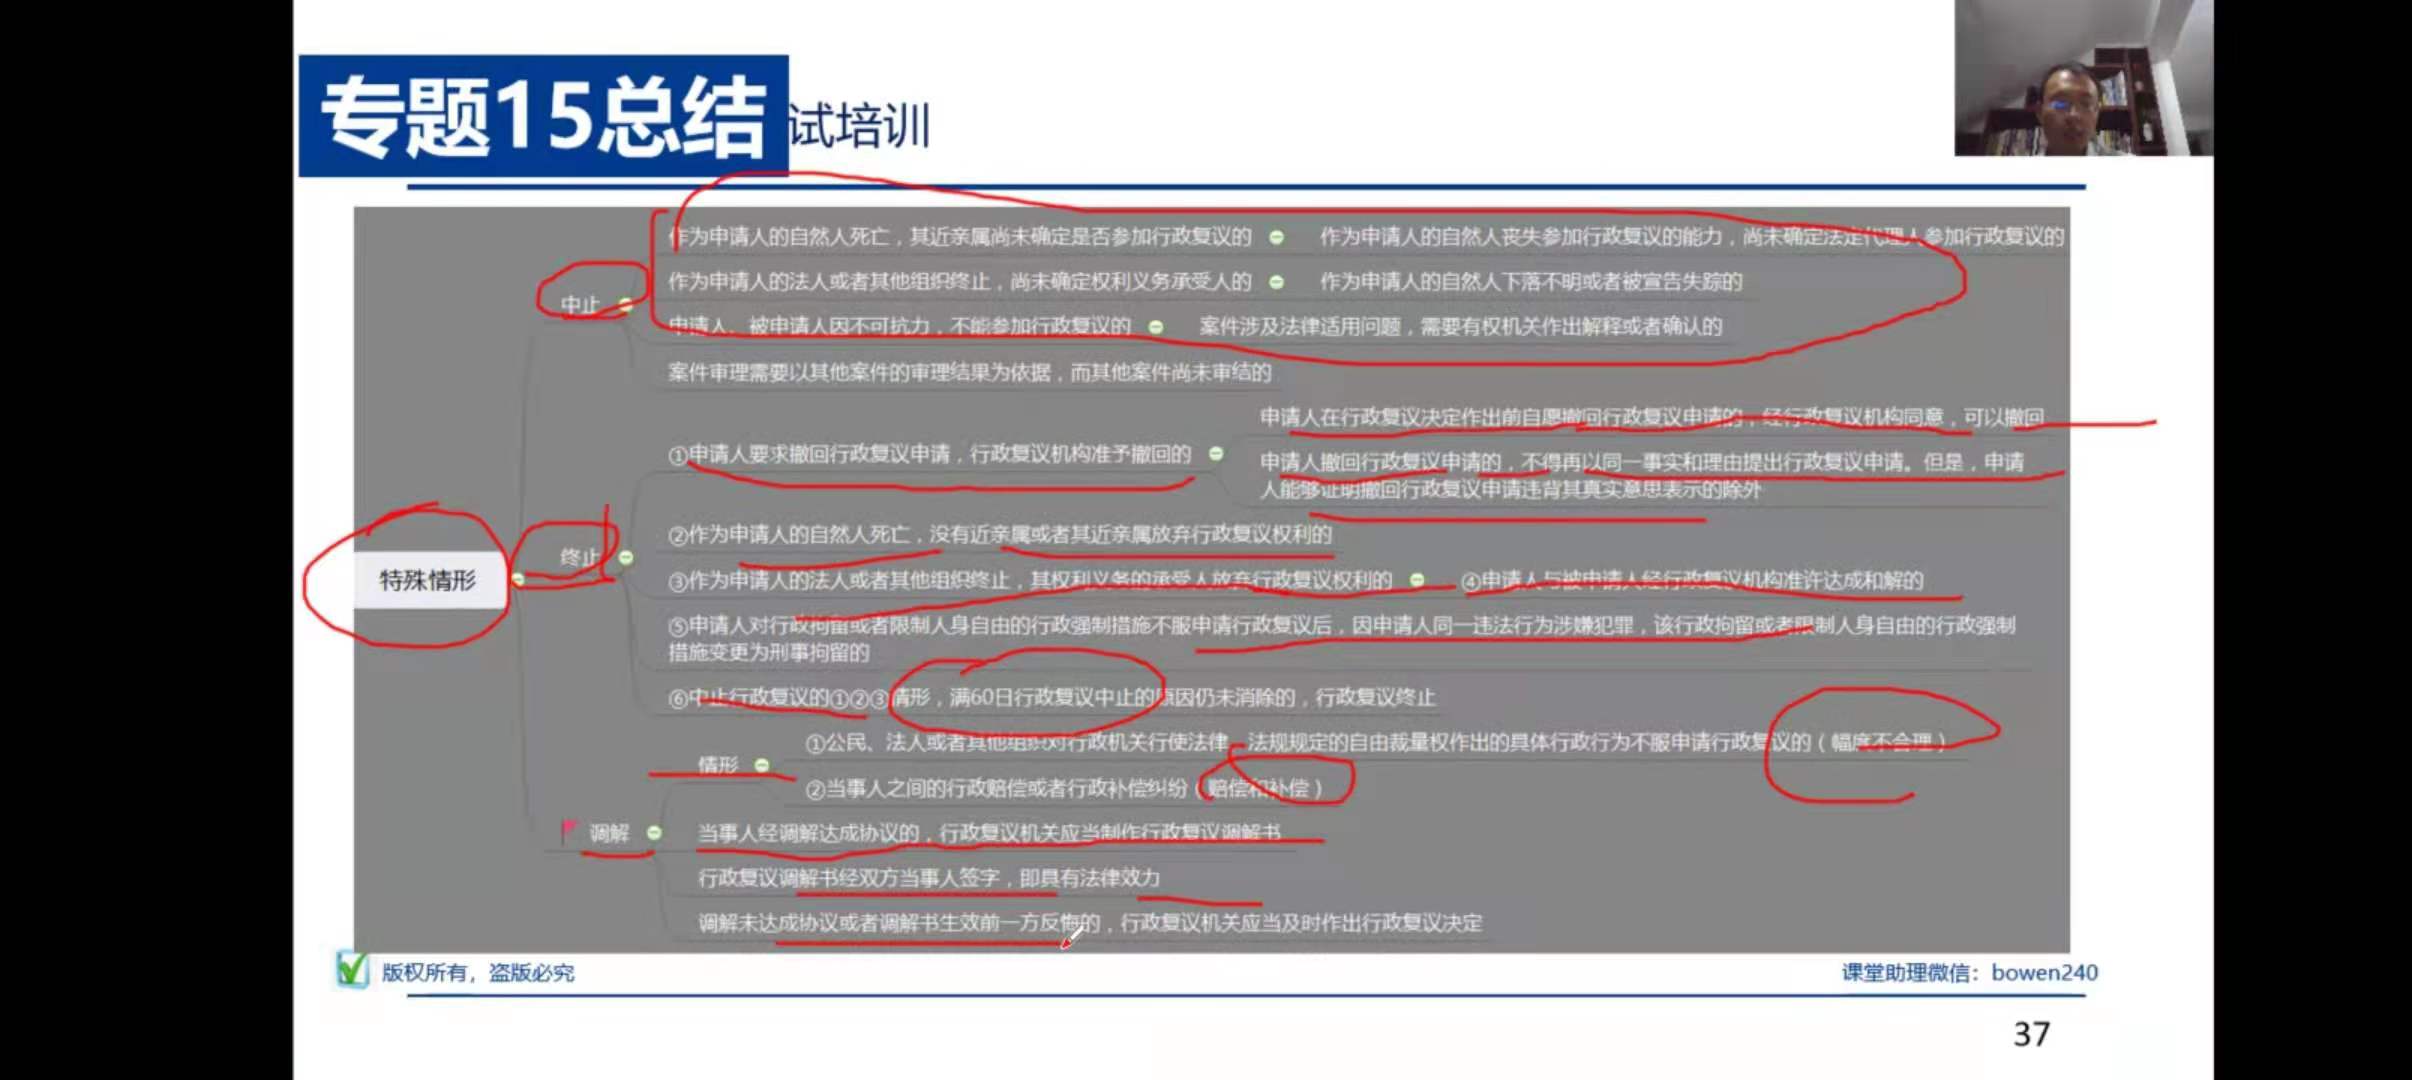 专题15总结
试培训
作为申请人的自然人死亡，其近亲属尚未确定是否参加行政复议的 作为申请人的自然人丧失参加行政复议的能力，尚未确定法定代理人参加行政复议的
中止
作为申请人的法人或者其他组织终止，尚未确定权利义务承受人的 作为申请人的自然人下落不明或者被宣告失踪的
申请人、被申请人因不可抗力，不能参加行政复议的 案件涉及法律适用问题，需要有权机关作出解释或者确认的
案件审理需要以其他案件的审理结果为依据，而其他案件尚未审结的
特殊情形
终止
①申请人要求撤回行政复议申请，行政复议机构准予撤回的
申请人在行政复议决定作出前自愿撤回行政复议申请的，经行政复议机构同意，可以撤回
申请人撤回行政复议申请的，不得再以同一事实和理由提出行政复议申请。但是，申请
人能够证明撤回行政复议申请违背其真实意思表示的除外
②作为申请人的自然人死亡，没有近亲属或者其近亲属放弃行政复议权利的
③作为申请人的法人或者其他组织终止，其权利义务的承受人放弃行政复议权利的 ④申请人与被申请人经行政复议机构准许达成和解的
⑤申请人对行政拘留或者限制人身自由的行政强制措施不服申请行政复议后，因申请人同一违法行为涉嫌犯罪，该行政拘留或者限制人身自由的行政强制
措施变更为刑事拘留的
⑥中止行政复议的①②③情形，满60日行政复议中止的原因仍未消除的，行政复议终止
调解
情形
①公民、法人或者其他组织对行政机关行使法律、法规规定的自由裁量权作出的具体行政行为不服申请行政复议的（幅度不合理）
②当事人之间的行政赔偿或者行政补偿纠纷（赔偿和补偿）
当事人经调解达成协议的，行政复议机关应当制作行政复议调解书
行政复议调解书经双方当事人签字，即具有法律效力
调解未达成协议或者调解书生效前一方反悔的，行政复议机关应当及时作出行政复议决定
版权所有，盗版必究
课堂助理微信：bowen240
37